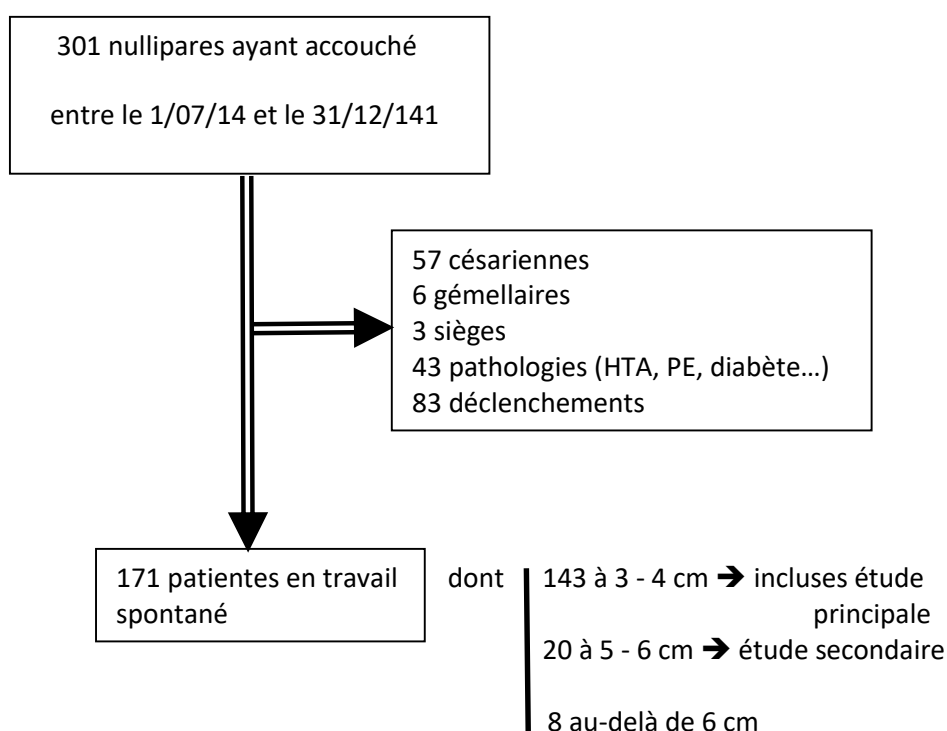 301 nullipares ayant accouché
entre le 1/07/14 et le 31/12/141
57 césariennes
6 gémellaires
3 sièges
43 pathologies (HTA, PE, diabète…)
83 déclenchements
171 patientes en travail
spontané
dont
143 à 3 - 4 cm ➔ incluses étude
principale
20 à 5 - 6 cm ➔ étude secondaire
8 au-delà de 6 cm